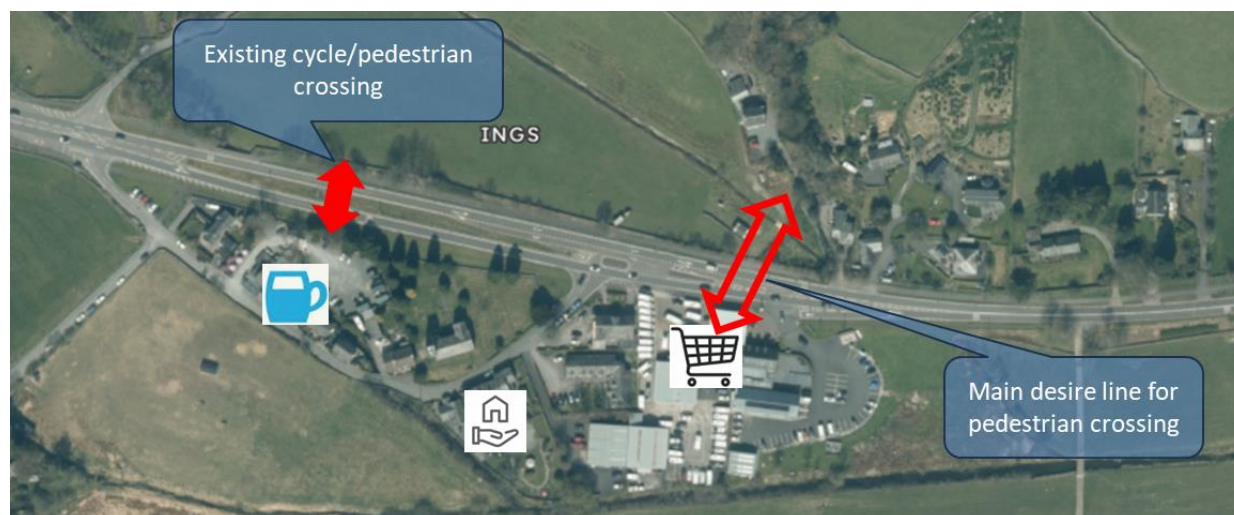 Existing cycle/pedestrian
crossing
INGS
Main desire line for
pedestrian crossing